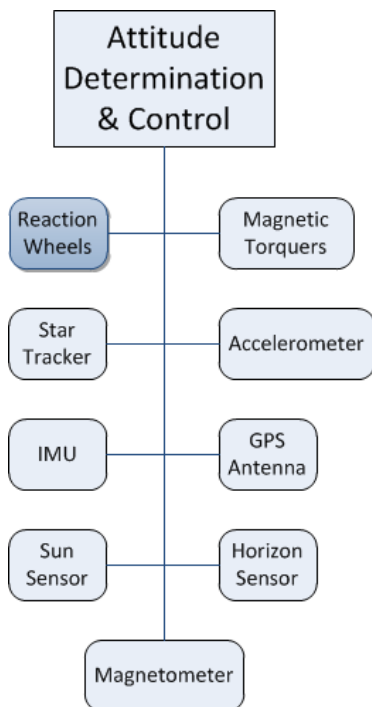 Attitude
Determination
& Control
Reaction
Wheels
Magnetic
Torquers
Star
Tracker
Accelerometer
IMU
GPS
Antenna
Sun
Sensor
Horizon
Sensor
Magnetometer